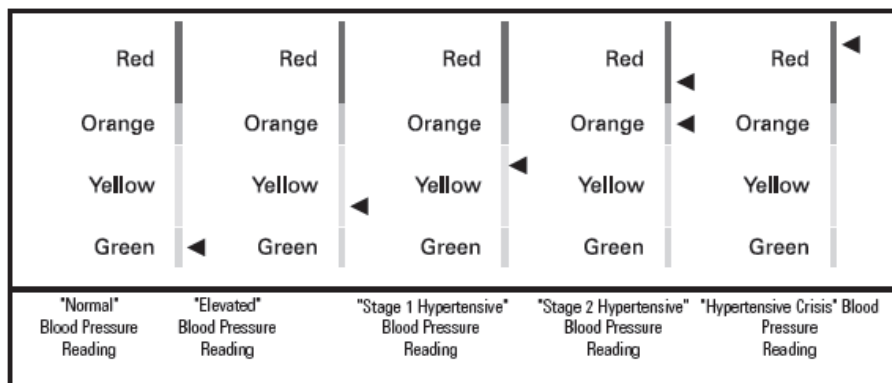 Red Red Red Red Red
Orange Orange Orange Orange Orange
Yellow Yellow Yellow Yellow Yellow
Green Green Green Green Green
"Normal"
Blood Pressure
Reading
"Elevated"
Blood Pressure
Reading
"Stage 1 Hypertensive"
Blood Pressure
Reading
"Stage 2 Hypertensive"
Blood Pressure
Reading
"Hypertensive Crisis" Blood
Pressure
Reading